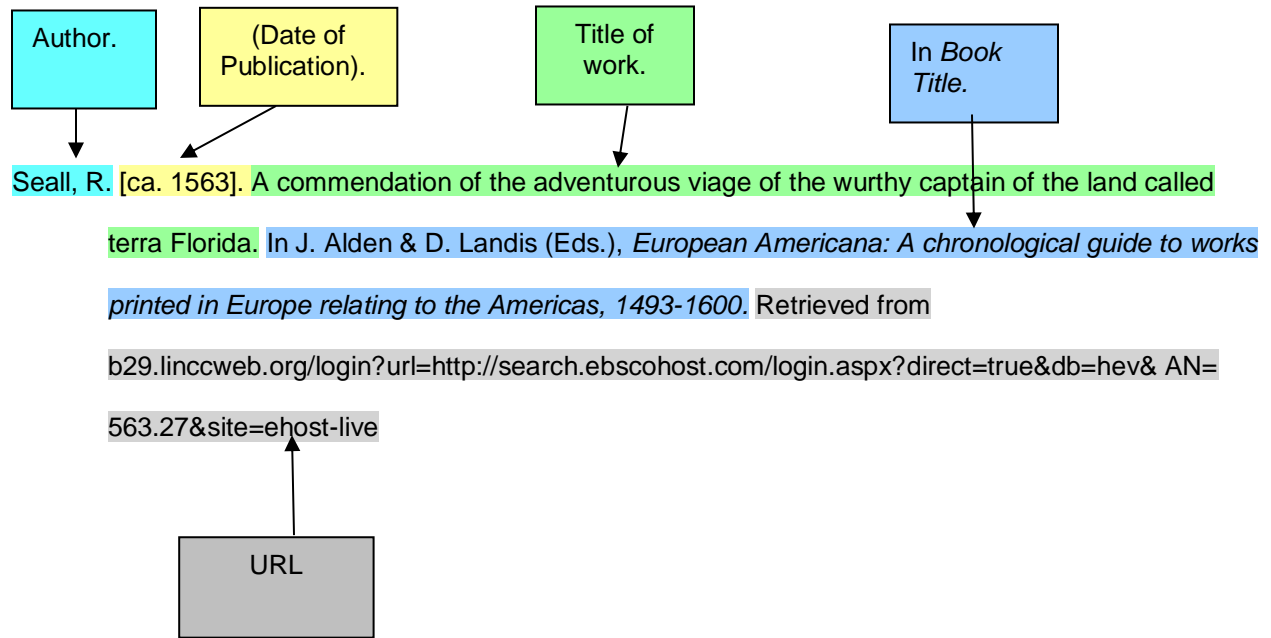 Author.
(Date of
Publication).
Title of
work.
In Book
Title.
Seall, R. [ca. 1563]. A commendation of the adventurous viage of the wurthy captain of the land called
terra Florida. In J. Alden & D. Landis (Eds.), European Americana: A chronological guide to works
printed in Europe relating to the Americas, 1493-1600. Retrieved from
b29.linccweb.org/login?url=http://search.ebscohost.com/login.aspx?direct=true&db=hev& AN=
563.27&site=ehost-live
URL